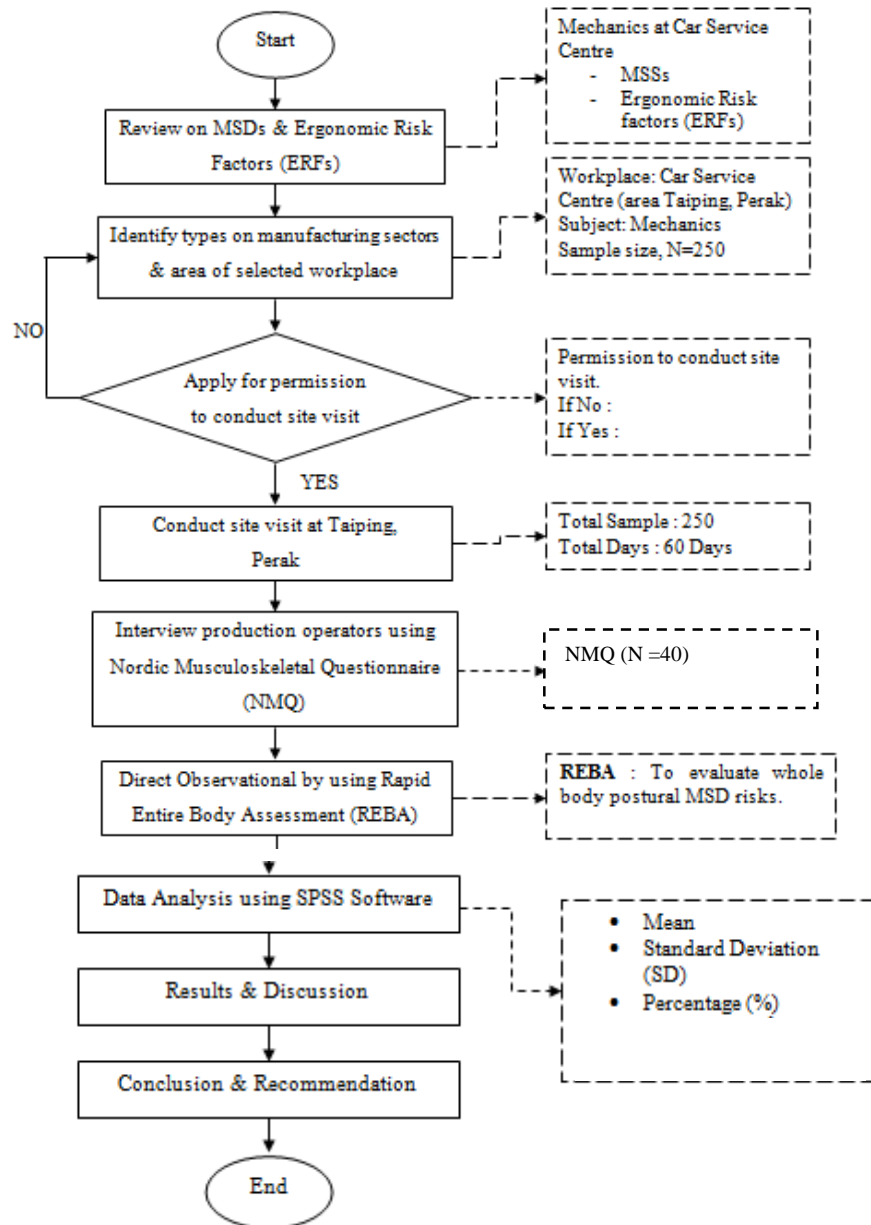 Start
Mechanics at Car Service
Centre
- MSSs
- Ergonomic Risk
factors (ERFs)
Review on MSDs & Ergonomic Risk
Factors (ERFs)
Workplace: Car Service
Centre (area Taiping, Perak)
Subject: Mechanics
Sample size, N=250
Identify types on manufacturing sectors
& area of selected workplace
NO
Apply for permission
to conduct site visit
Permission to conduct site
visit.
If No :
If Yes :
YES
Conduct site visit at Taiping,
Perak
Total Sample : 250
Total Days : 60 Days
Interview production operators using
Nordic Musculoskeletal Questionnaire
(NMQ)
NMQ (N =40)
Direct Observational by using Rapid
Entire Body Assessment (REBA)
REBA : To evaluate whole
body postural MSD risks.
Data Analysis using SPSS Software
• Mean
• Standard Deviation
(SD)
• Percentage (%)
Results & Discussion
Conclusion & Recommendation
End